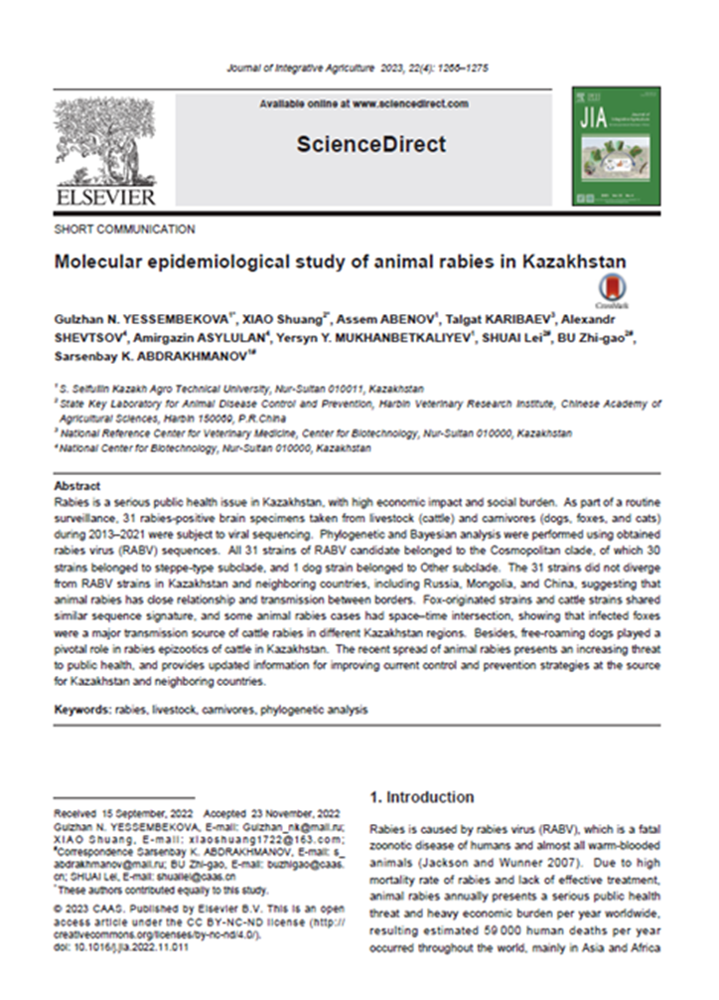 Journal of Integrative Agriculture 2023, 22(4): 1266–1275
Available online at www.sciencedirect.com
ScienceDirect
ELSEVIER
JIA
SHORT COMMUNICATION
Molecular epidemiological study of animal rabies in Kazakhstan
CrossMark
Gulzhan N. YESSEMBEKOVA1*, XIAO Shuang2*, Assem ABENOV1, Talgat KARIBAEV3, Alexandr
SHEVTSOV4, Amirgazin ASYLULAN4, Yersyn Y. MUKHANBETKALIYEV1, SHUAI Lei2#, BU Zhi-gao2#,
Sarsenbay K. ABDRAKHMANOV1#
1 S. Seifullin Kazakh Agro Technical University, Nur-Sultan 010011, Kazakhstan
2 State Key Laboratory for Animal Disease Control and Prevention, Harbin Veterinary Research Institute, Chinese Academy of
Agricultural Sciences, Harbin 150069, P.R.China
3 National Reference Center for Veterinary Medicine, Center for Biotechnology, Nur-Sultan 010000, Kazakhstan
4 National Center for Biotechnology, Nur-Sultan 010000, Kazakhstan
Abstract
Rabies is a serious public health issue in Kazakhstan, with high economic impact and social burden. As part of a routine
surveillance, 31 rabies-positive brain specimens taken from livestock (cattle) and carnivores (dogs, foxes, and cats)
during 2013–2021 were subject to viral sequencing. Phylogenetic and Bayesian analysis were performed using obtained
rabies virus (RABV) sequences. All 31 strains of RABV candidate belonged to the Cosmopolitan clade, of which 30
strains belonged to steppe-type subclade, and 1 dog strain belonged to Other subclade. The 31 strains did not diverge
from RABV strains in Kazakhstan and neighboring countries, including Russia, Mongolia, and China, suggesting that
animal rabies has close relationship and transmission between borders. Fox-originated strains and cattle strains shared
similar sequence signature, and some animal rabies cases had space–time intersection, showing that infected foxes
were a major transmission source of cattle rabies in different Kazakhstan regions. Besides, free-roaming dogs played a
pivotal role in rabies epizootics of cattle in Kazakhstan. The recent spread of animal rabies presents an increasing threat
to public health, and provides updated information for improving current control and prevention strategies at the source
for Kazakhstan and neighboring countries.
Keywords: rabies, livestock, carnivores, phylogenetic analysis
Received 15 September, 2022 Accepted 23 November, 2022
Gulzhan N. YESSEMBEKOVA, E-mail: Gulzhan_nk@mail.ru;
XIAO Shuang, E-mail: xiaoshuang1722@163.com;
#Correspondence Sarsenbay K. ABDRAKHMANOV, E-mail: s_
abdrakhmanov@mail.ru; BU Zhi-gao, E-mail: buzhigao@caas.
cn; SHUAI Lei, E-mail: shuailei@caas.cn
* These authors contributed equally to this study.
© 2023 CAAS. Published by Elsevier B.V. This is an open
access article under the CC BY-NC-ND license (http://
creativecommons.org/licenses/by-nc-nd/4.0/).
doi: 10.1016/j.jia.2022.11.011
1. Introduction
Rabies is caused by rabies virus (RABV), which is a fatal
zoonotic disease of humans and almost all warm-blooded
animals (Jackson and Wunner 2007). Due to high
mortality rate of rabies and lack of effective treatment,
animal rabies annually presents a serious public health
threat and heavy economic burden per year worldwide,
resulting estimated 59 000 human deaths per year
occurred throughout the world, mainly in Asia and Africa